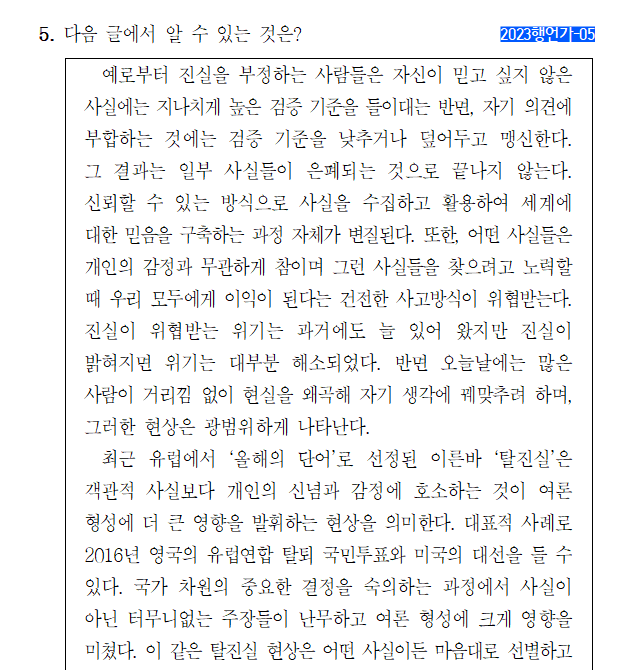 5. 다음 글에서 알 수 있는 것은? 2023행언가-05
예로부터 진실을 부정하는 사람들은 자신이 믿고 싶지 않은
사실에는 지나치게 높은 검증 기준을 들이대는 반면, 자기 의견에
부합하는 것에는 검증 기준을 낮추거나 덮어두고 맹신한다.
그 결과는 일부 사실들이 은폐되는 것으로 끝나지 않는다.
신뢰할 수 있는 방식으로 사실을 수집하고 활용하여 세계에
대한 믿음을 구축하는 과정 자체가 변질된다. 또한, 어떤 사실들은
개인의 감정과 무관하게 참이며 그런 사실들을 찾으려고 노력할
때 우리 모두에게 이익이 된다는 건전한 사고방식이 위협받는다.
진실이 위협받는 위기는 과거에도 늘 있어 왔지만 진실이
밝혀지면 위기는 대부분 해소되었다. 반면 오늘날에는 많은
사람이 거리낌 없이 현실을 왜곡해 자기 생각에 꿰맞추려 하며,
그러한 현상은 광범위하게 나타난다.
최근 유럽에서 ‘올해의 단어’로 선정된 이른바 ‘탈진실’은
객관적 사실보다 개인의 신념과 감정에 호소하는 것이 여론
형성에 더 큰 영향을 발휘하는 현상을 의미한다. 대표적 사례로
2016년 영국의 유럽연합 탈퇴 국민투표와 미국의 대선을 들 수
있다. 국가 차원의 중요한 결정을 숙의하는 과정에서 사실이
아닌 터무니없는 주장들이 난무하고 여론 형성에 크게 영향을
미쳤다. 이 같은 탈진실 현상은 어떤 사실이든 마음대로 선별하고